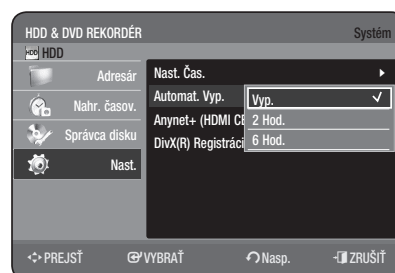 HDD & DVD REKORDÉR Systém
HDD HDD
Adresár
Nahr. časov.
Správca disku
Nast.
Nast. Čas.
Automat. Vyp.
Anynet+ (HDMI CE
DivX(R) Registráci
Vyp.
2 Hod.
6 Hod.
PREJSŤ VYBRAŤ Nasp. ZRUŠIŤ